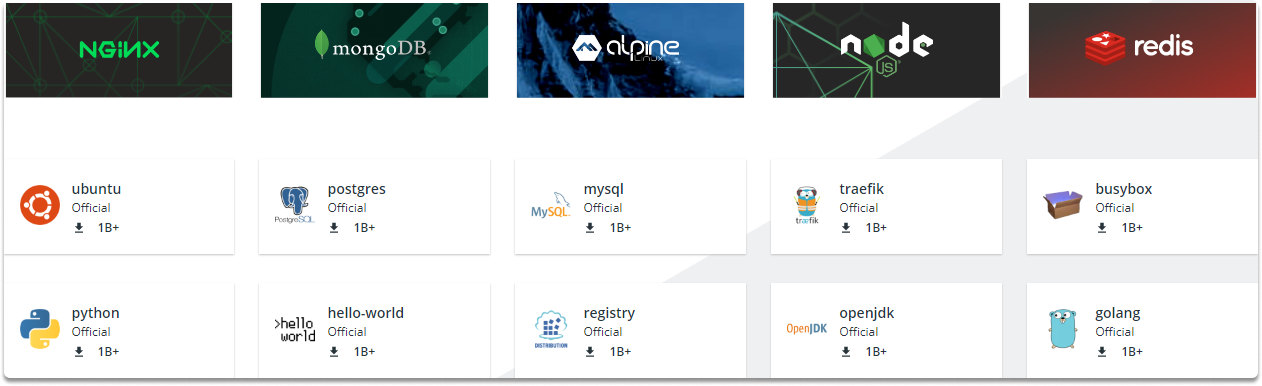 NGINX
mongoDB®
alpine
LINUX
node
JS
redis
ubuntu
Official
1B+
PostgreSQL
postgres
Official
1B+
MySQL
mysql
Official
1B+
træfik
traefik
Official
1B+
busybox
Official
1B+
python
Official
1B+
>hello
world
hello-world
Official
1B+
DISTRIBUTION
registry
Official
1B+
OpenJDK
openjdk
Official
1B+
golang
Official
1B+